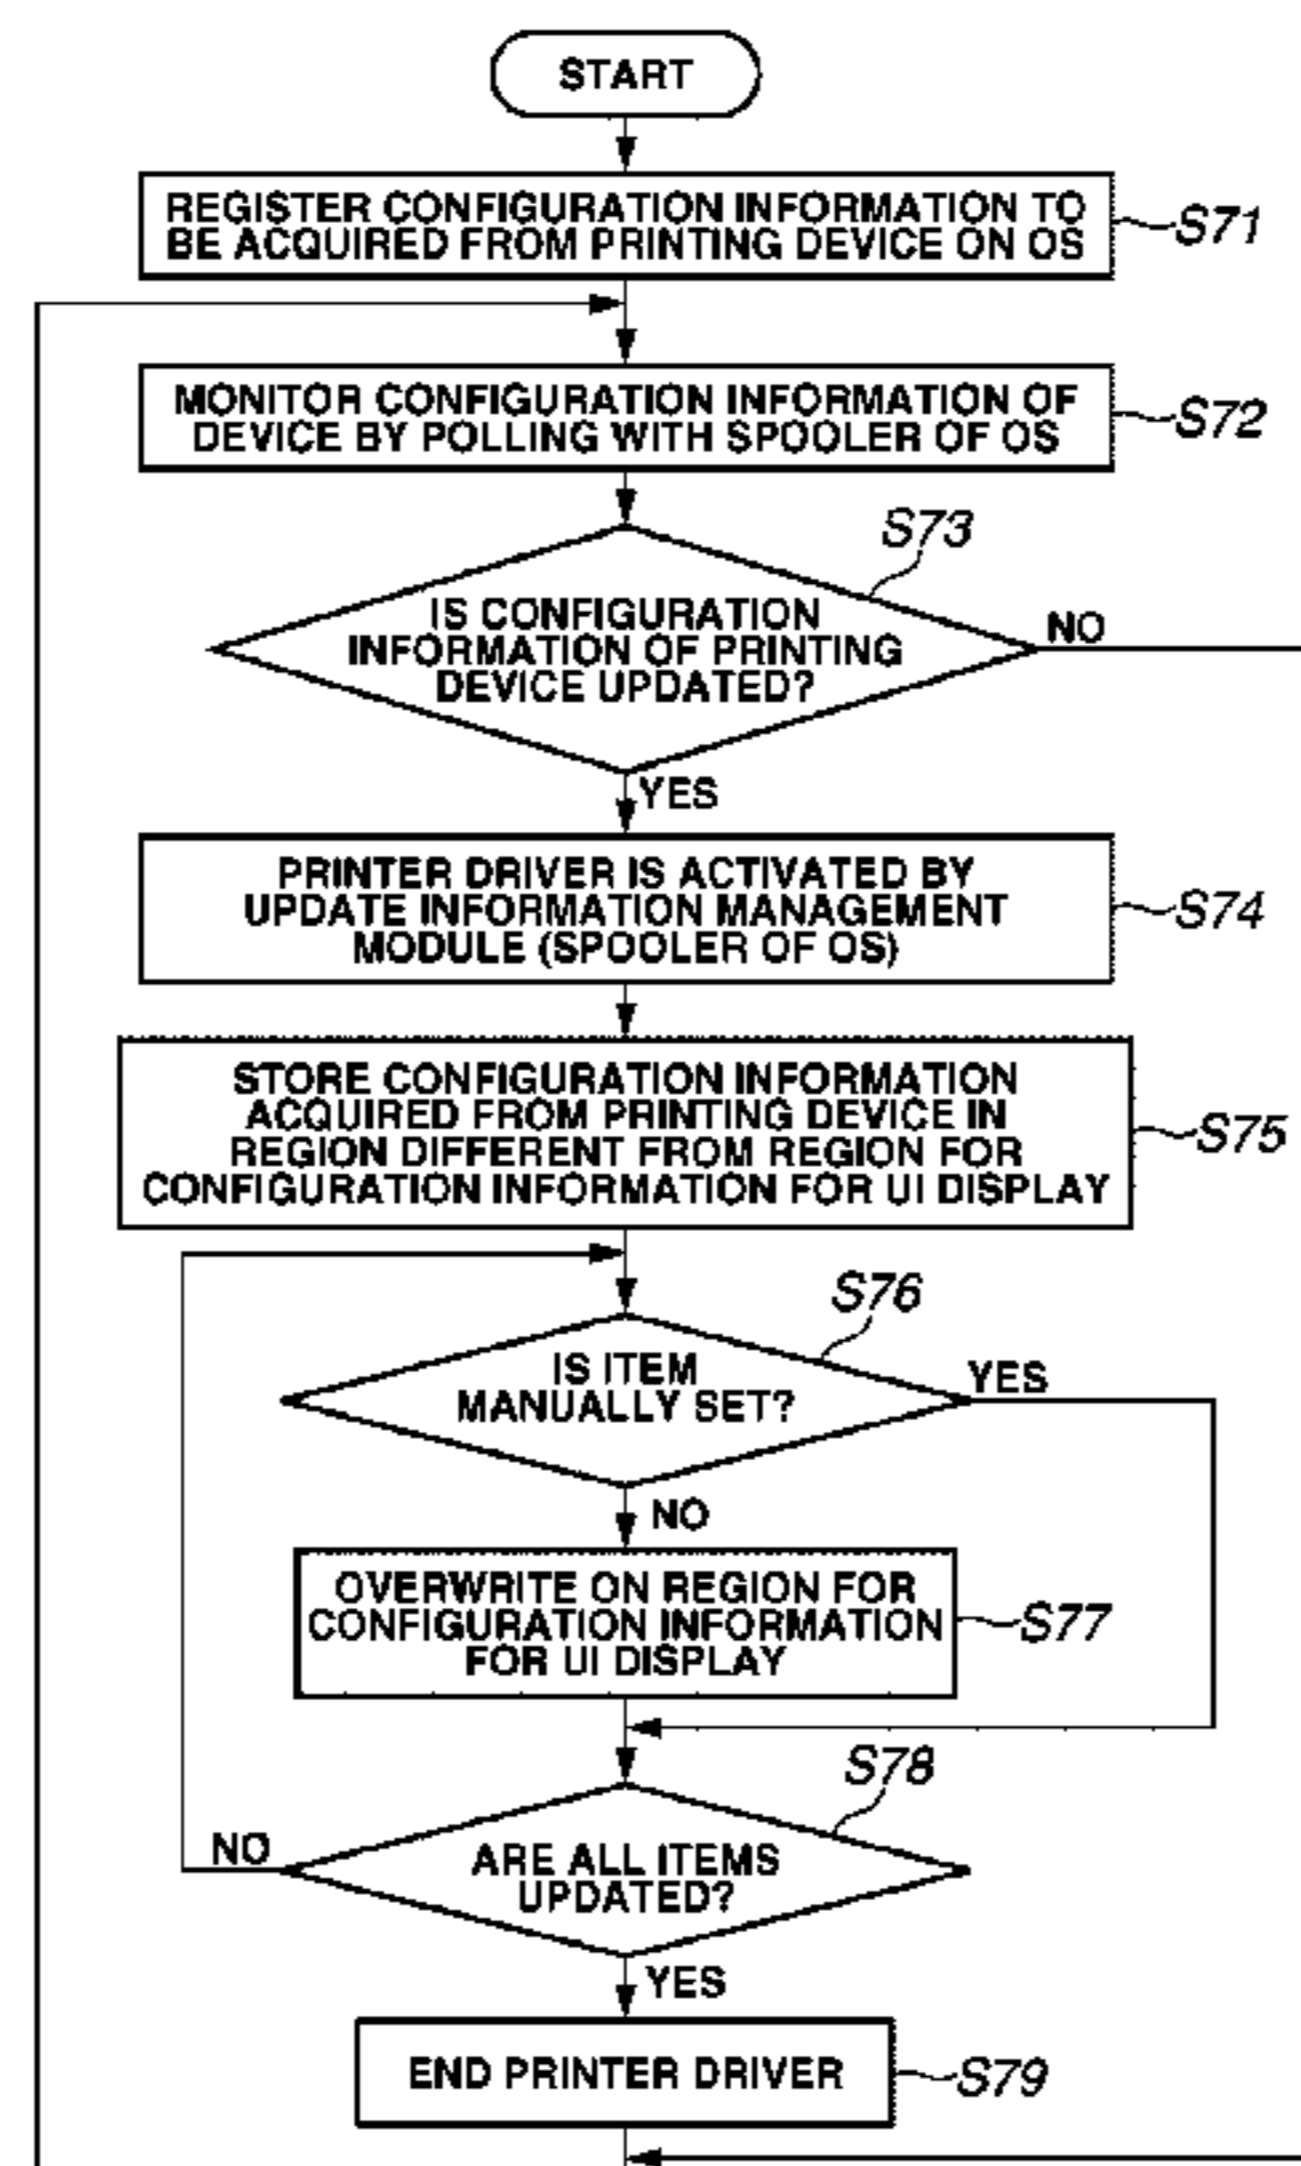 START
REGISTER CONFIGURATION INFORMATION TO
BE ACQUIRED FROM PRINTING DEVICE ON OS
S71
MONITOR CONFIGURATION INFORMATION OF
DEVICE BY POLLING WITH SPOOLER OF OS
S72
S73
IS CONFIGURATION
INFORMATION OF PRINTING
DEVICE UPDATED?
NO
YES
PRINTER DRIVER IS ACTIVATED BY
UPDATE INFORMATION MANAGEMENT
MODULE (SPOOLER OF OS)
S74
STORE CONFIGURATION INFORMATION
ACQUIRED FROM PRINTING DEVICE IN
REGION DIFFERENT FROM REGION FOR
CONFIGURATION INFORMATION FOR UI DISPLAY
S75
S76
IS ITEM
MANUALLY SET?
YES
NO
OVERWRITE ON REGION FOR
CONFIGURATION INFORMATION
FOR UI DISPLAY
S77
S78
NO
ARE ALL ITEMS
UPDATED?
YES
END PRINTER DRIVER
S79